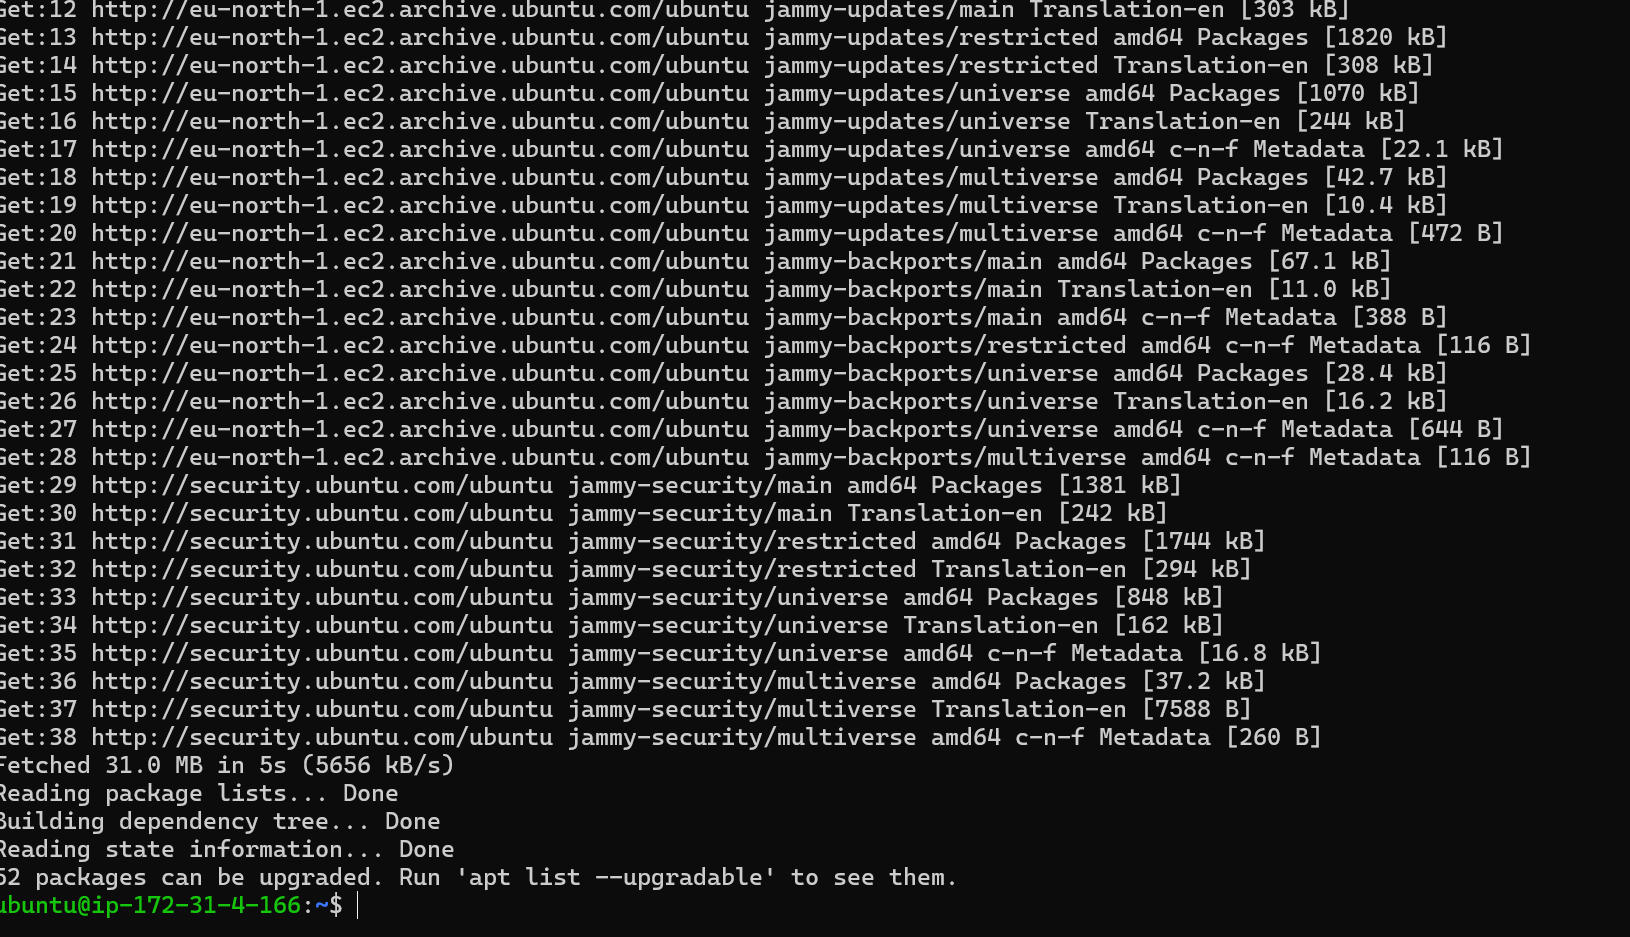 Get:12 http://eu-north-1.ec2.archive.ubuntu.com/ubuntu jammy-updates/main Translation-en [303 kB]
Get:13 http://eu-north-1.ec2.archive.ubuntu.com/ubuntu jammy-updates/restricted amd64 Packages [1820 kB]
Get:14 http://eu-north-1.ec2.archive.ubuntu.com/ubuntu jammy-updates/restricted Translation-en [308 kB]
Get:15 http://eu-north-1.ec2.archive.ubuntu.com/ubuntu jammy-updates/universe amd64 Packages [1070 kB]
Get:16 http://eu-north-1.ec2.archive.ubuntu.com/ubuntu jammy-updates/universe Translation-en [244 kB]
Get:17 http://eu-north-1.ec2.archive.ubuntu.com/ubuntu jammy-updates/universe amd64 c-n-f Metadata [22.1 kB]
Get:18 http://eu-north-1.ec2.archive.ubuntu.com/ubuntu jammy-updates/multiverse amd64 Packages [42.7 kB]
Get:19 http://eu-north-1.ec2.archive.ubuntu.com/ubuntu jammy-updates/multiverse Translation-en [10.4 kB]
Get:20 http://eu-north-1.ec2.archive.ubuntu.com/ubuntu jammy-updates/multiverse amd64 c-n-f Metadata [472 B]
Get:21 http://eu-north-1.ec2.archive.ubuntu.com/ubuntu jammy-backports/main amd64 Packages [67.1 kB]
Get:22 http://eu-north-1.ec2.archive.ubuntu.com/ubuntu jammy-backports/main Translation-en [11.0 kB]
Get:23 http://eu-north-1.ec2.archive.ubuntu.com/ubuntu jammy-backports/main amd64 c-n-f Metadata [388 B]
Get:24 http://eu-north-1.ec2.archive.ubuntu.com/ubuntu jammy-backports/restricted amd64 c-n-f Metadata [116 B]
Get:25 http://eu-north-1.ec2.archive.ubuntu.com/ubuntu jammy-backports/universe amd64 Packages [28.4 kB]
Get:26 http://eu-north-1.ec2.archive.ubuntu.com/ubuntu jammy-backports/universe Translation-en [16.2 kB]
Get:27 http://eu-north-1.ec2.archive.ubuntu.com/ubuntu jammy-backports/universe amd64 c-n-f Metadata [644 B]
Get:28 http://eu-north-1.ec2.archive.ubuntu.com/ubuntu jammy-backports/multiverse amd64 c-n-f Metadata [116 B]
Get:29 http://security.ubuntu.com/ubuntu jammy-security/main amd64 Packages [1381 kB]
Get:30 http://security.ubuntu.com/ubuntu jammy-security/main Translation-en [242 kB]
Get:31 http://security.ubuntu.com/ubuntu jammy-security/restricted amd64 Packages [1744 kB]
Get:32 http://security.ubuntu.com/ubuntu jammy-security/restricted Translation-en [294 kB]
Get:33 http://security.ubuntu.com/ubuntu jammy-security/universe amd64 Packages [848 kB]
Get:34 http://security.ubuntu.com/ubuntu jammy-security/universe Translation-en [162 kB]
Get:35 http://security.ubuntu.com/ubuntu jammy-security/universe amd64 c-n-f Metadata [16.8 kB]
Get:36 http://security.ubuntu.com/ubuntu jammy-security/multiverse amd64 Packages [37.2 kB]
Get:37 http://security.ubuntu.com/ubuntu jammy-security/multiverse Translation-en [7588 B]
Get:38 http://security.ubuntu.com/ubuntu jammy-security/multiverse amd64 c-n-f Metadata [260 B]
Fetched 31.0 MB in 5s (5656 kB/s)
Reading package lists... Done
Building dependency tree... Done
Reading state information... Done
packages can be upgraded. Run 'apt list --upgradable' to see them.
ubuntu@ip-172-31-4-166:~$